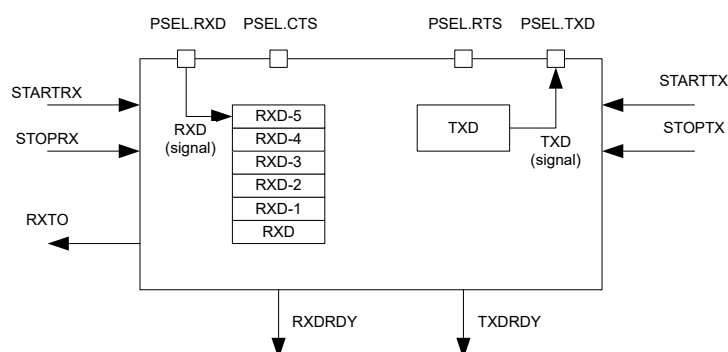 PSEL.RXD
PSEL.CTS
PSEL.RTS
PSEL.TXD
STARTRX
STARTTX
STOPRX
STOPTX
RXD
(signal)
RXD-5
RXD-4
RXD-3
RXD-2
RXD-1
RXD
TXD
TXD
(signal)
RXTO
RXDRDY
TXDRDY